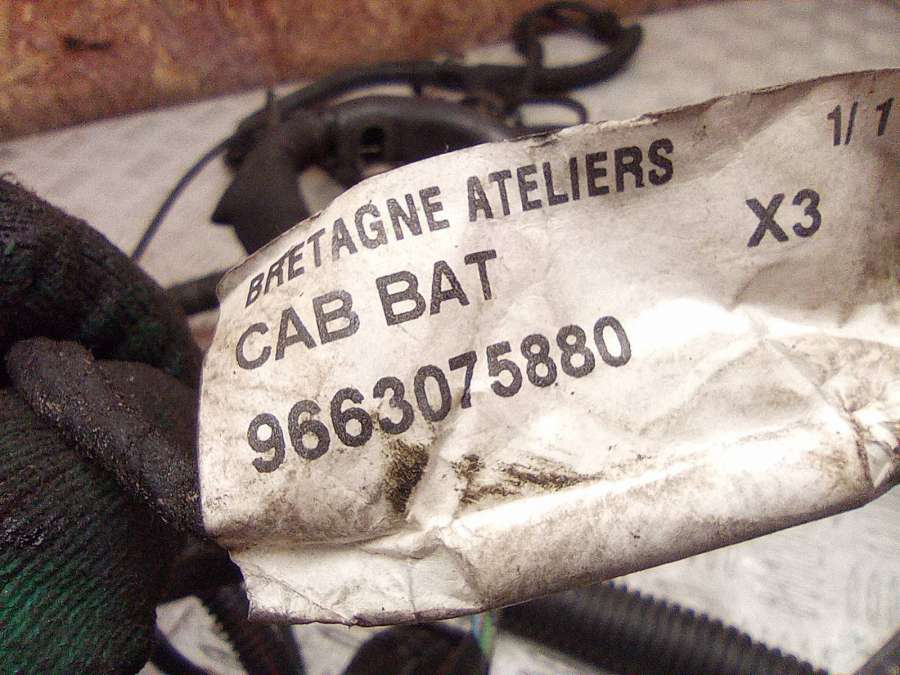 1/ 1
BRETAGNE ATELIERS
X3
CAB BAT
9663075880